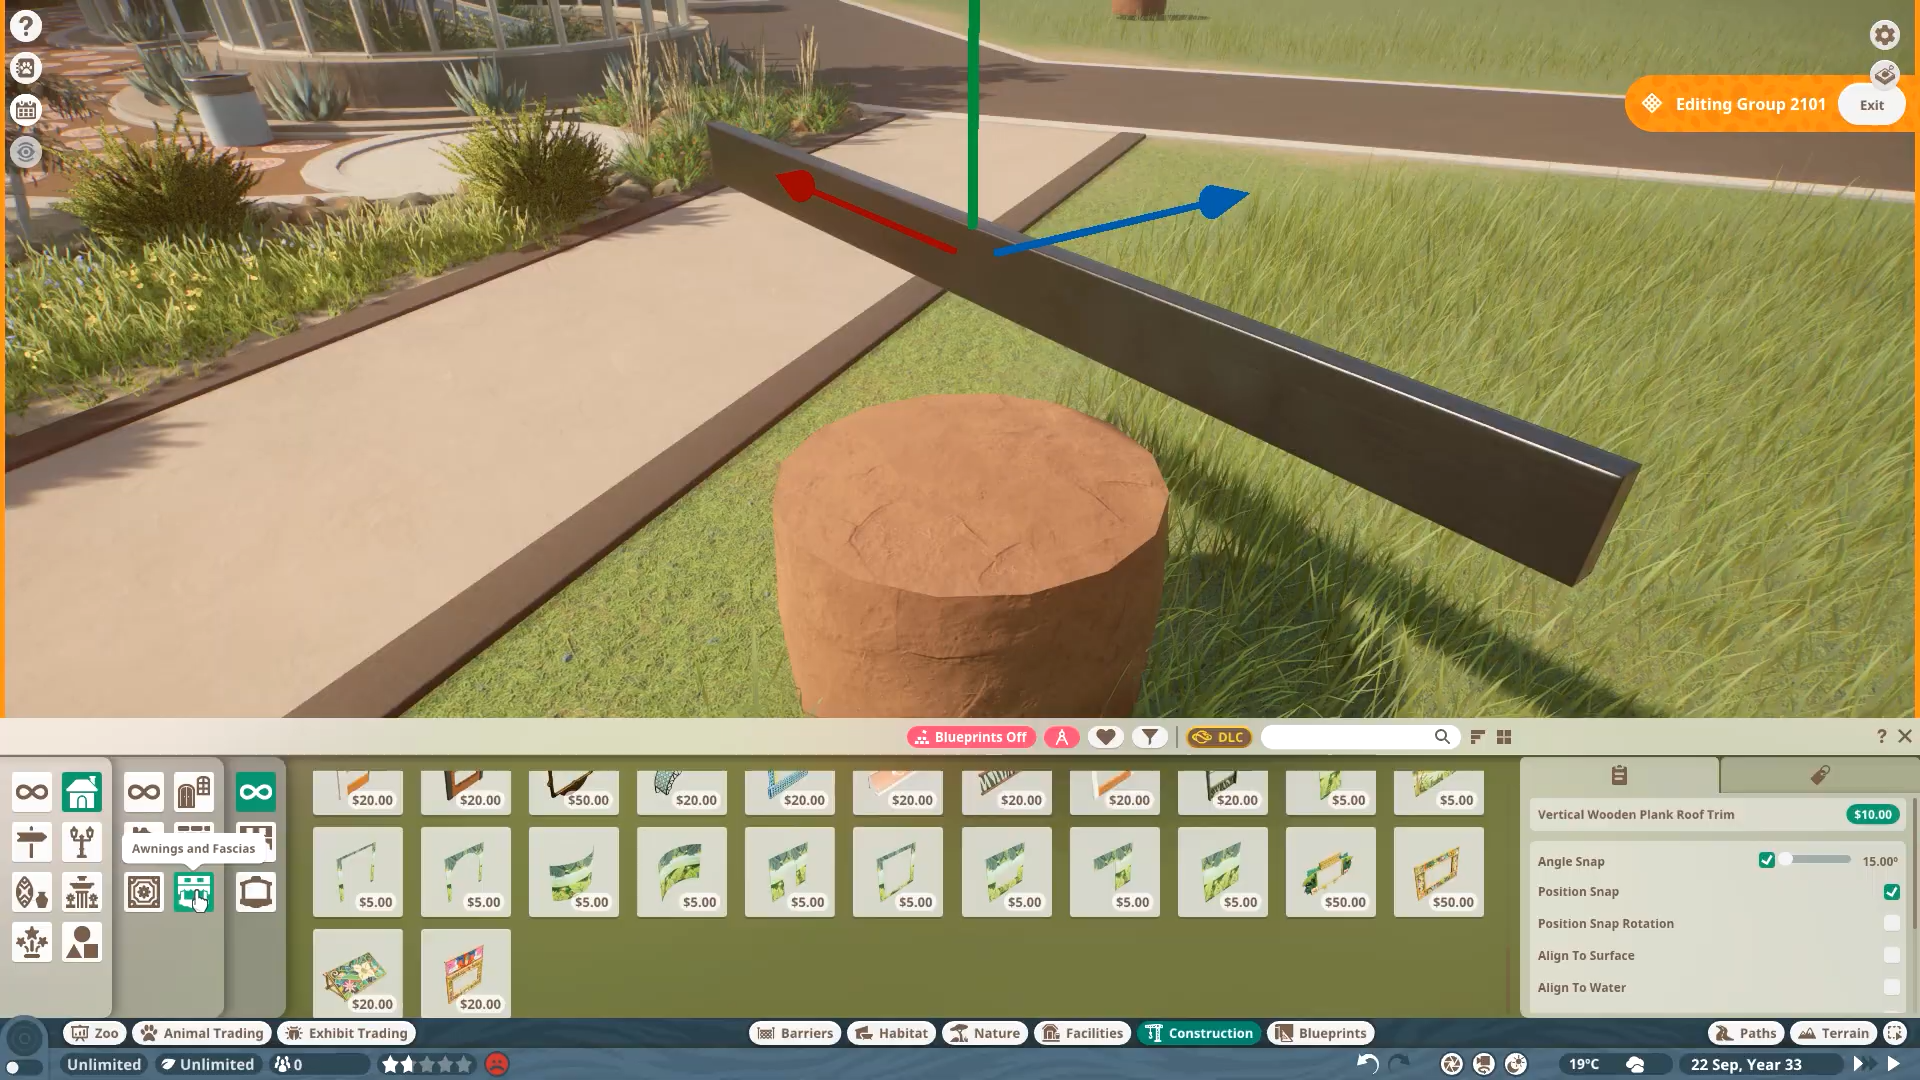 Editing Group 2101
Exit
Blueprints Off
DLC
$20.00
$20.00
$50.00
$20.00
$20.00
$20.00
$20.00
$20.00
$20.00
$5.00
$5.00
Awnings and Fascias
$5.00
$5.00
$5.00
$5.00
$5.00
$5.00
$5.00
$5.00
$5.00
$50.00
$50.00
$20.00
$20.00
Vertical Wooden Plank Roof Trim
$10.00
Angle Snap
15.00°
Position Snap
Position Snap Rotation
Align To Surface
Align To Water
Zoo
Animal Trading
Exhibit Trading
Barriers
Habitat
Nature
Facilities
Construction
Blueprints
Paths
Terrain
Unlimited
Unlimited
0
19°C
22 Sep, Year 33